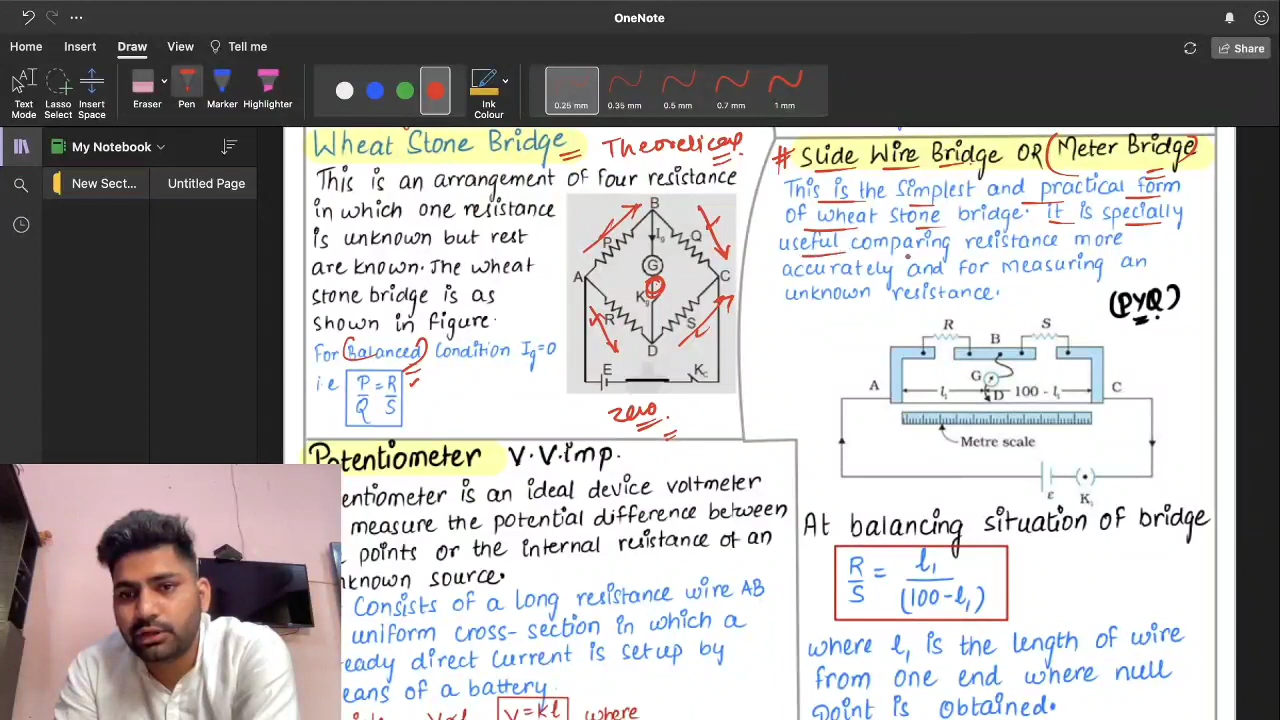 OneNote
Home Insert Draw View Tell me
Share
Text Mode
Lasso Select
Insert Space
Eraser
Pen
Marker
Highlighter
Ink Colour
0.25 mm
0.35 mm
0.5 mm
0.7 mm
1 mm
My Notebook
New Sect...
Untitled Page
Wheat Stone Bridge
Theoretical
This is an arrangement of four resistance
in which one resistance
is unknown but rest
are known. The wheat
stone bridge is as
shown in figure.
For Balanced Condition Ig=0
i.e P/Q = R/S
B
P
Ig
Q
A
G
C
Kg
R
S
D
E
Kc
zero.
Potentiometer V.V.imp.
entiometer is an ideal device voltmeter
measure the potential difference between
points or the internal resistance of an
known source.
Consists of a long resistance wire AB
uniform cross-section in which a
eady direct current is setup by
eans of a battery
V=kl where
# Slide Wire Bridge OR (Meter Bridge)
This is the simplest and practical form
of wheat stone bridge. It is specially
useful comparing resistance more
accurately and for measuring an
unknown resistance.
(PYQ)
R
B
S
G
A
l₁
D
100 - l₁
C
Metre scale
ε
K₁
At balancing situation of bridge
R/S = l₁/(100-l₁)
where l₁ is the length of wire
from one end where null
point is obtained.